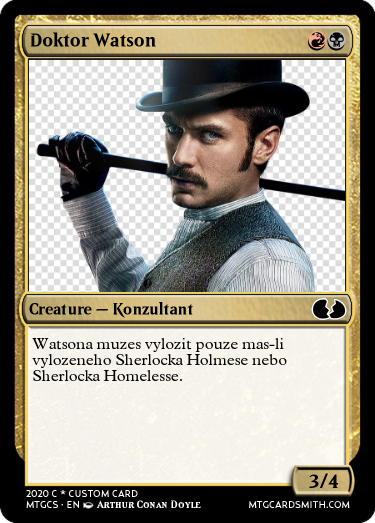 Doktor Watson
Creature — Konzultant
Watsona muzes vylozit pouze mas-li
vylozeneho Sherlocka Holmese nebo
Sherlocka Homelesse.
3/4
2020 C * CUSTOM CARD
MTGCS · EN Arthur Conan Doyle
MTGCARDSMITH.COM